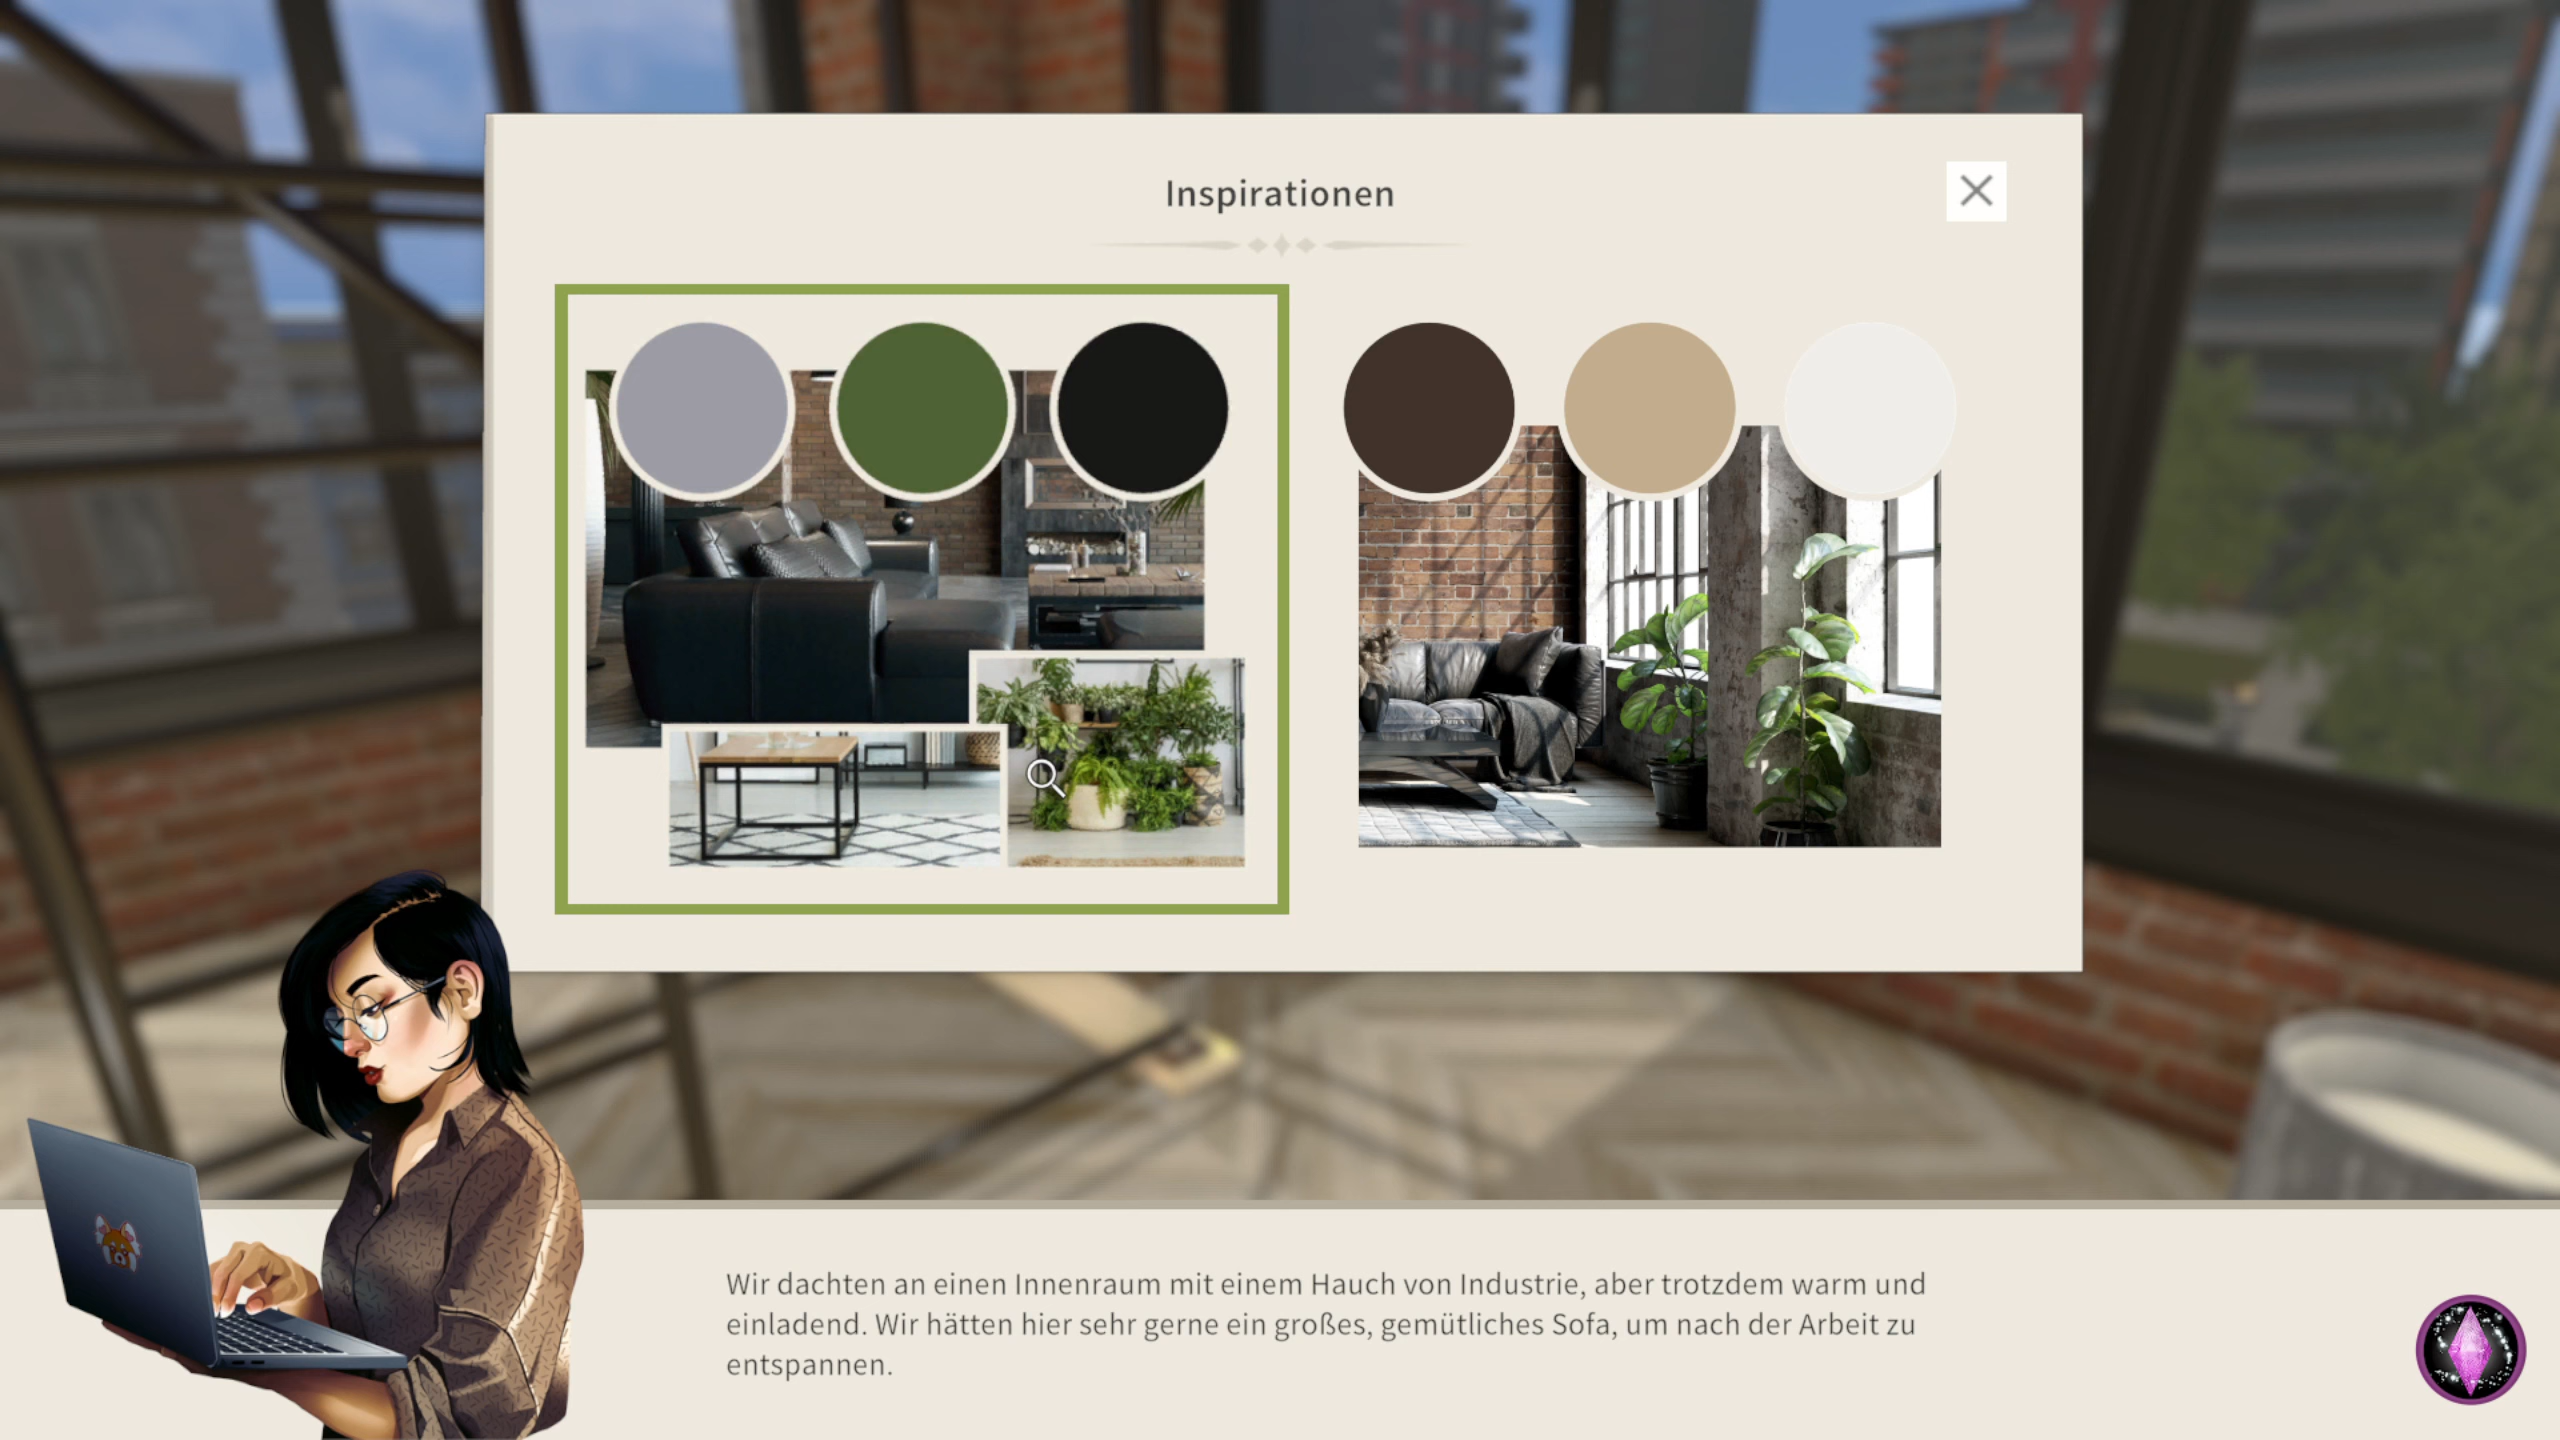 Inspirationen
Wir dachten an einen Innenraum mit einem Hauch von Industrie, aber trotzdem warm und
einladend. Wir hätten hier sehr gerne ein großes, gemütliches Sofa, um nach der Arbeit zu
entspannen.